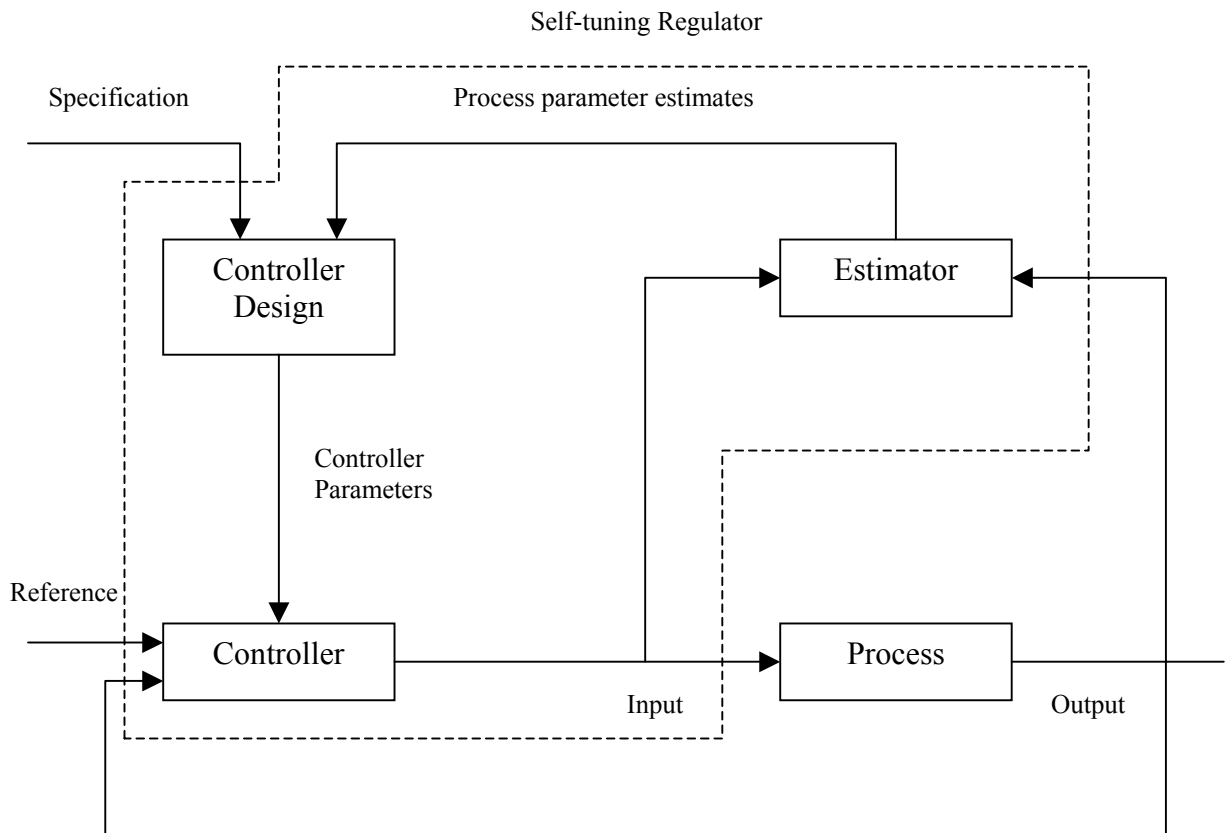 Self-tuning Regulator
Specification
Process parameter estimates
Controller
Design
Estimator
Controller
Parameters
Reference
Controller
Process
Input
Output